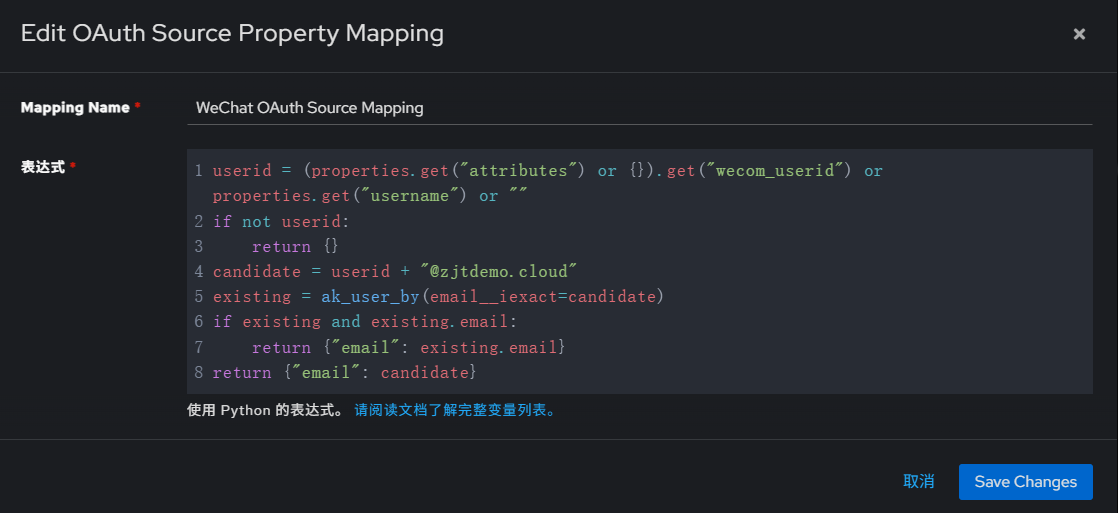 Edit OAuth Source Property Mapping
×
Mapping Name *
WeChat OAuth Source Mapping
表达式 *
1 userid = (properties.get("attributes") or {}).get("wecom_userid") or
properties.get("username") or ""
2 if not userid:
3     return {}
4 candidate = userid + "@zjtdemo.cloud"
5 existing = ak_user_by(email__iexact=candidate)
6 if existing and existing.email:
7     return {"email": existing.email}
8 return {"email": candidate}
使用 Python 的表达式。 请阅读文档了解完整变量列表。
取消 Save Changes